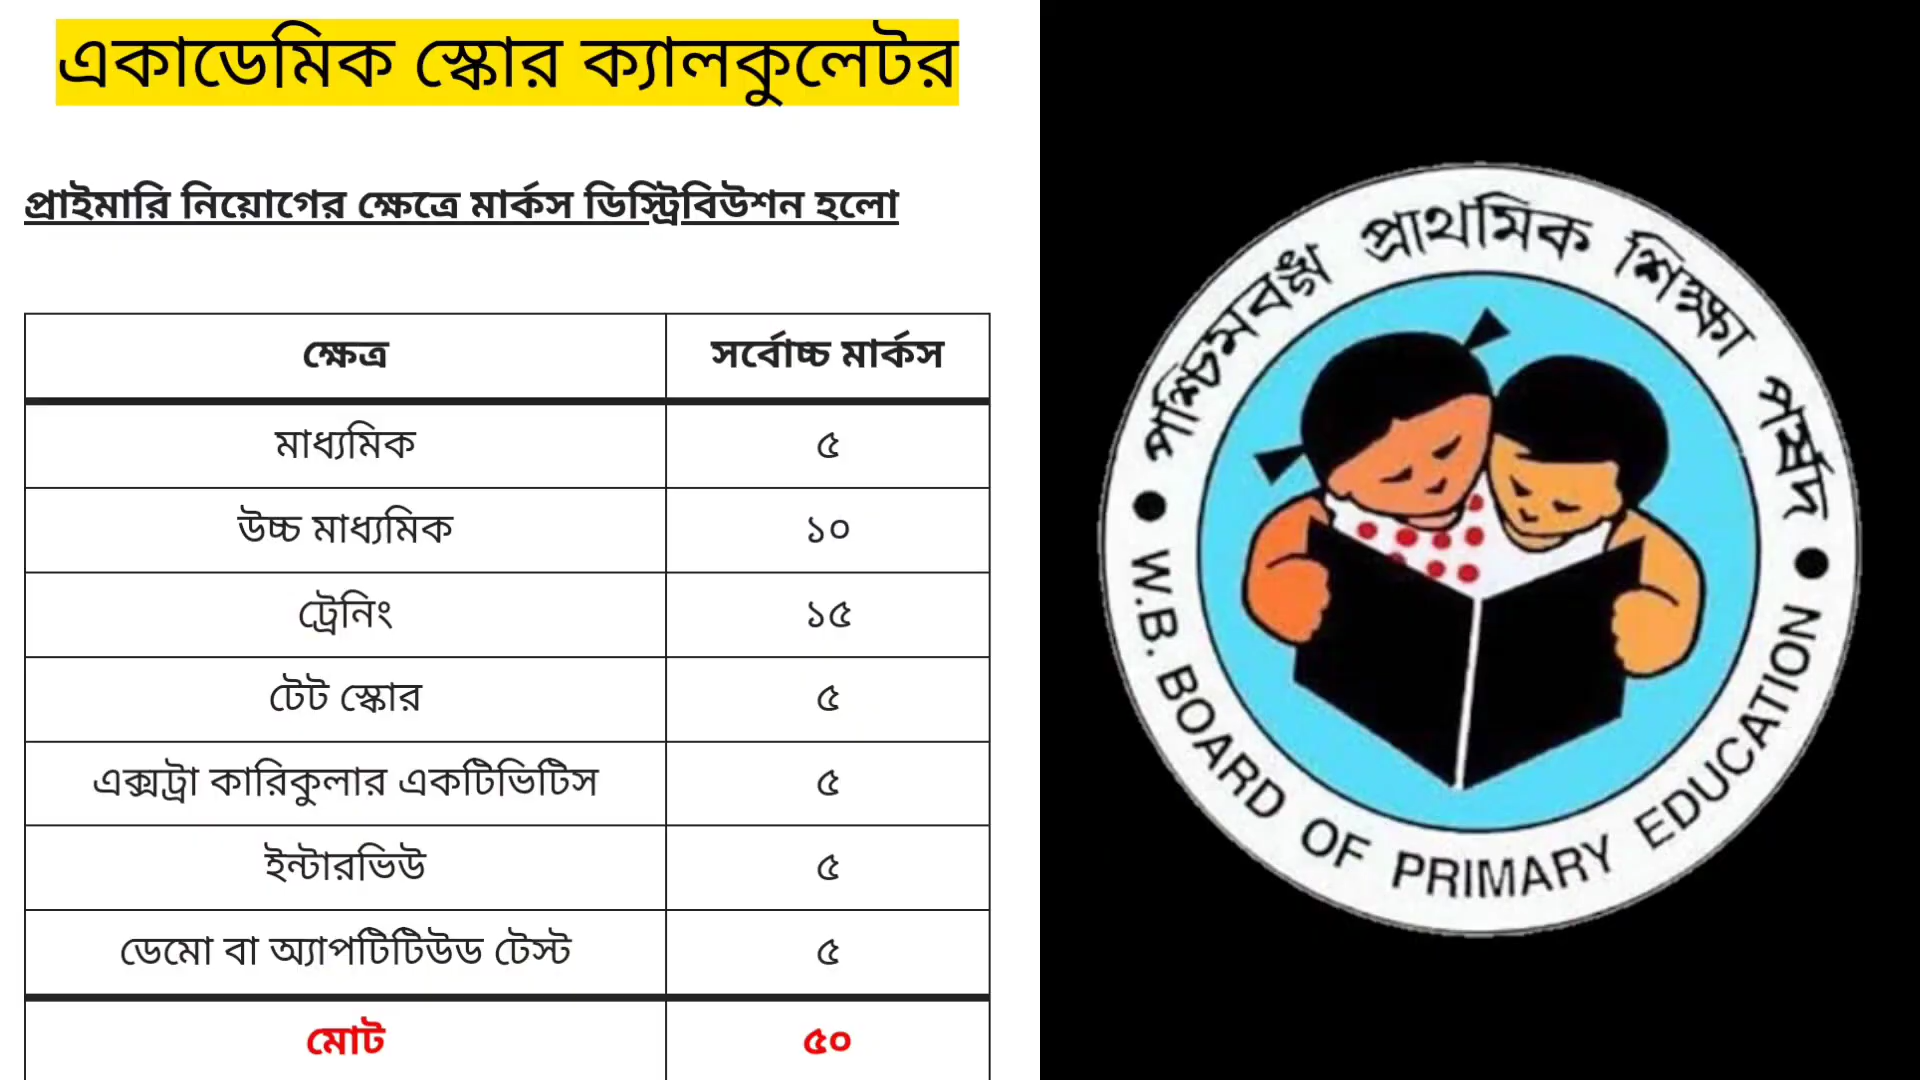 একাডেমিক স্কোর ক্যালকুলেটর
প্রাইমারি নিয়োগের ক্ষেত্রে মার্কস ডিস্ট্রিবিউশন হলো
ক্ষেত্র সর্বোচ্চ মার্কস
মাধ্যমিক ৫
উচ্চ মাধ্যমিক ১০
ট্রেনিং ১৫
টেট স্কোর ৫
এক্সট্রা কারিকুলার একটিভিটিস ৫
ইন্টারভিউ ৫
ডেমো বা অ্যাপটিটিউড টেস্ট ৫
মোট ৫০
পশ্চিমবঙ্গ প্রাথমিক শিক্ষা পর্ষদ
W.B. BOARD OF PRIMARY EDUCATION